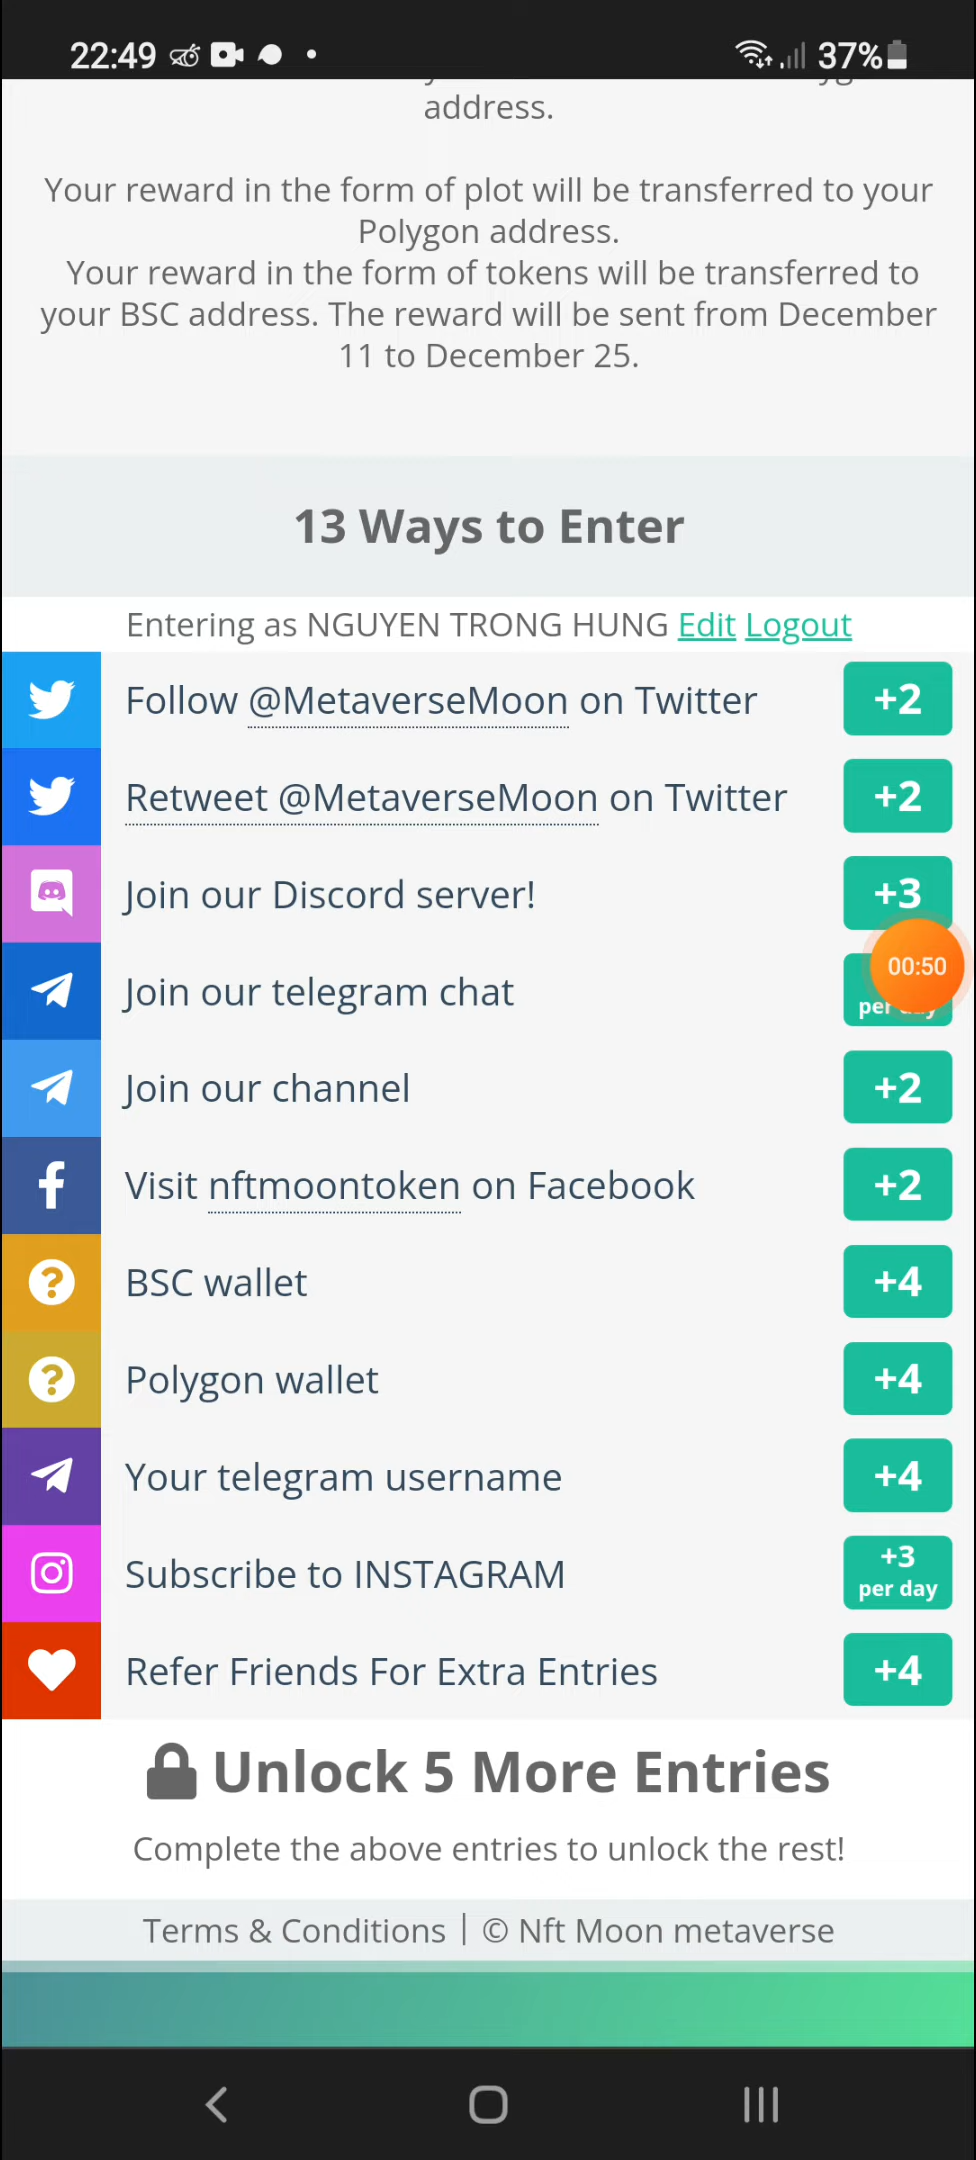 22:49 37%
address.
Your reward in the form of plot will be transferred to your
Polygon address.
Your reward in the form of tokens will be transferred to
your BSC address. The reward will be sent from December
11 to December 25.
13 Ways to Enter
Entering as NGUYEN TRONG HUNG Edit Logout
Follow @MetaverseMoon on Twitter +2
Retweet @MetaverseMoon on Twitter +2
Join our Discord server! +3
00:50
Join our telegram chat per day
Join our channel +2
Visit nftmoontoken on Facebook +2
BSC wallet +4
Polygon wallet +4
Your telegram username +4
Subscribe to INSTAGRAM +3
per day
Refer Friends For Extra Entries +4
Unlock 5 More Entries
Complete the above entries to unlock the rest!
Terms & Conditions | © Nft Moon metaverse